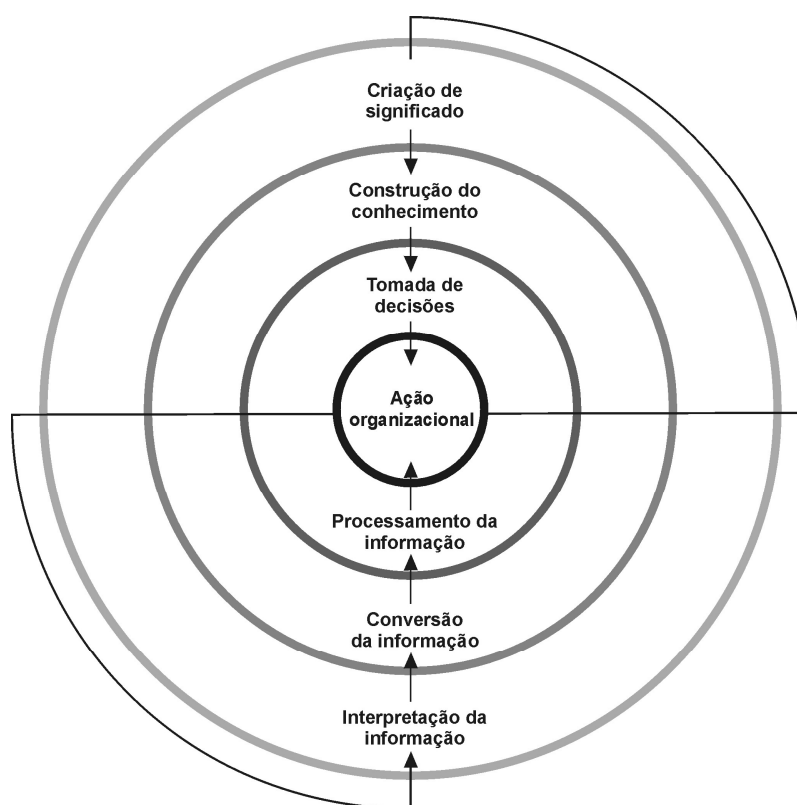 Criação de
significado
Construção do
conhecimento
Tomada de
decisões
Ação
organizacional
Processamento da
informação
Conversão
da informação
Interpretação da
informação